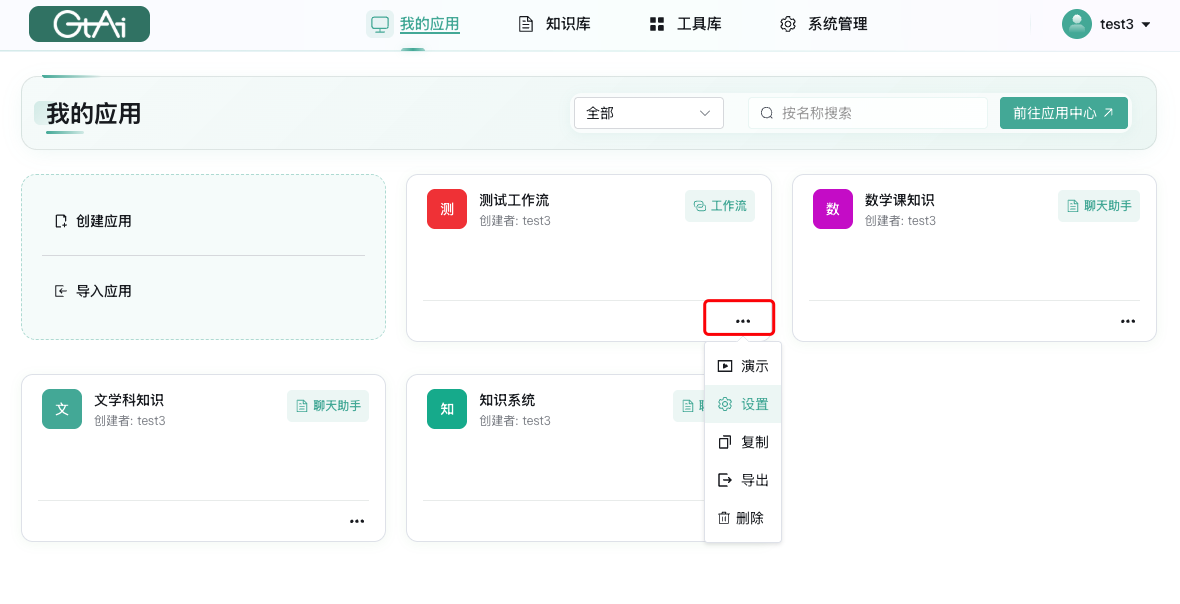 GtAi
我的应用
知识库
工具库
系统管理
test3
我的应用
全部
按名称搜索
前往应用中心
创建应用
导入应用
测
测试工作流
创建者: test3
工作流
数
数学课知识
创建者: test3
聊天助手
文
文学科知识
创建者: test3
聊天助手
知
知识系统
创建者: test3
演示
设置
复制
导出
删除